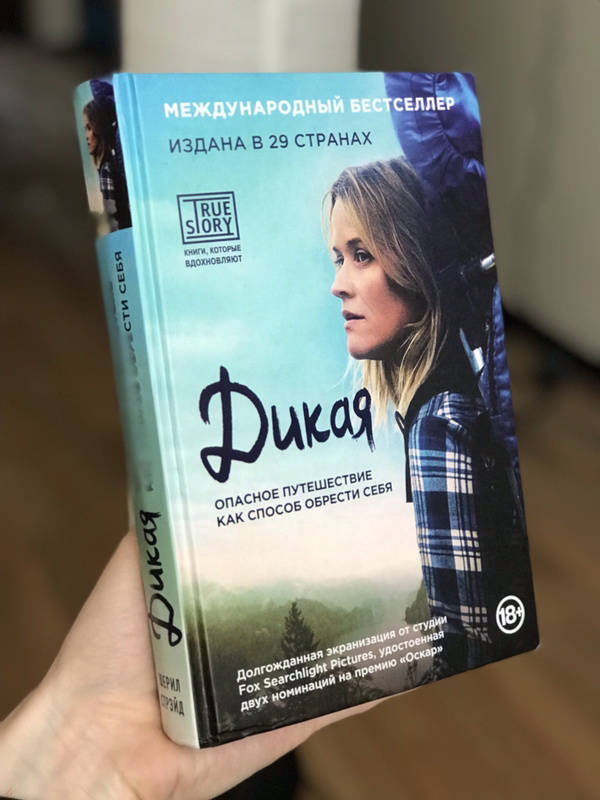 МЕЖДУНАРОДНЫЙ БЕСТСЕЛЛЕР
ИЗДАНА В 29 СТРАНАХ
TRUE
STORY
КНИГИ, КОТОРЫЕ
ВДОХНОВЛЯЮТ
Дикая
ОПАСНОЕ ПУТЕШЕСТВИЕ
КАК СПОСОБ ОБРЕСТИ СЕБЯ
18+
Долгожданная экранизация от студии
Fox Searchlight Pictures, удостоенная
двух номинаций на премию «Оскар»
ШЕРИЛ
СТРЭЙД
Дикая
ОБРЕСТИ СЕБЯ